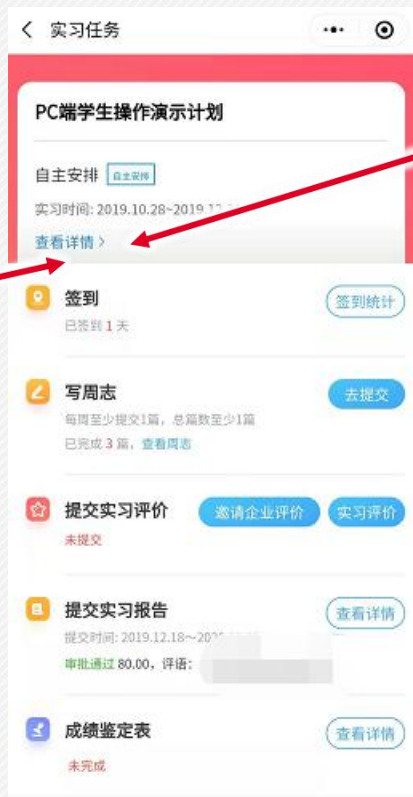 实习任务
PC端学生操作演示计划
自主安排 自主安排
实习时间: 2019.10.28~2019
查看详情 >
签到
签到统计
已签到 1 天
写周志
去提交
每周至少提交1篇，总篇数至少1篇
已完成 3 篇，查看周志
提交实习评价
邀请企业评价
实习评价
未提交
提交实习报告
查看详情
提交时间: 2019.12.18～
审批通过 80.00，评语：
成绩鉴定表
查看详情
未完成